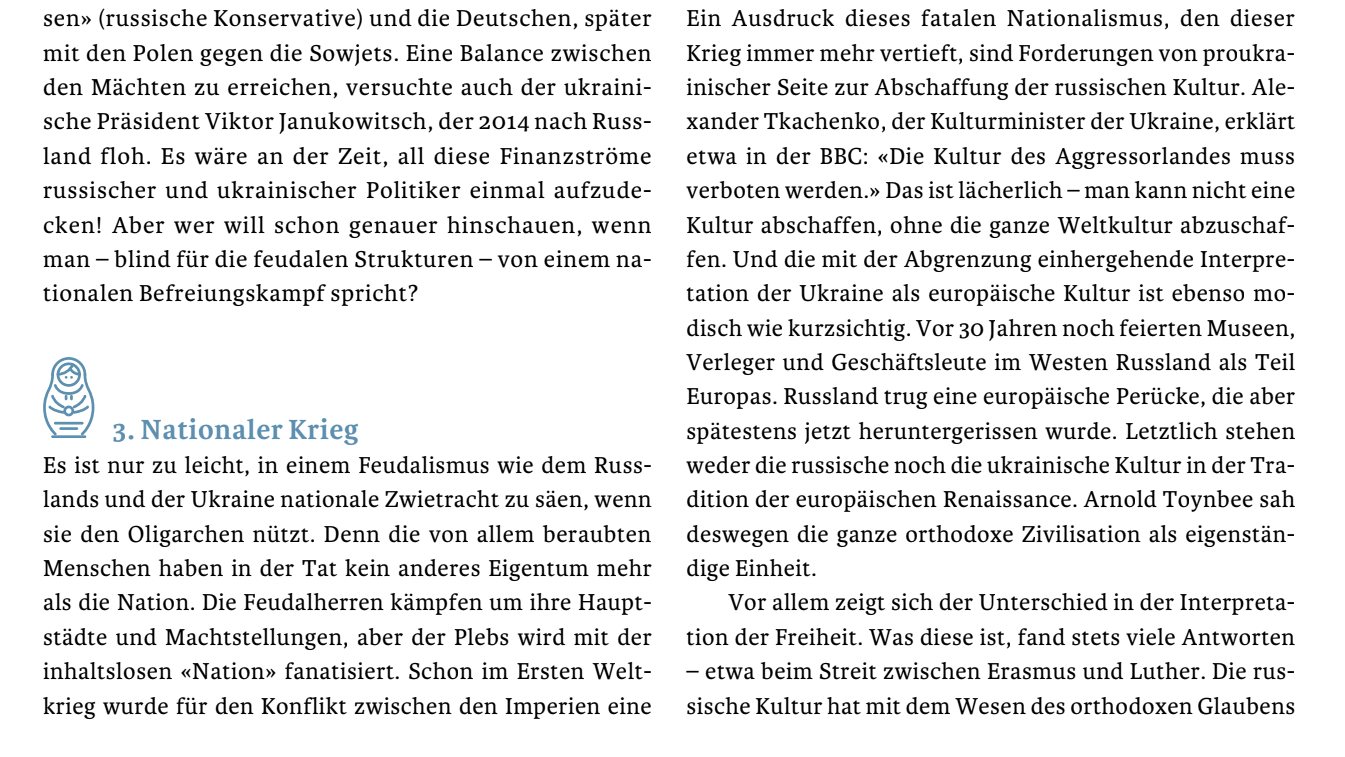 sen» (russische Konservative) und die Deutschen, später
mit den Polen gegen die Sowjets. Eine Balance zwischen
den Mächten zu erreichen, versuchte auch der ukraini-
sche Präsident Viktor Janukowitsch, der 2014 nach Russ-
land floh. Es wäre an der Zeit, all diese Finanzströme
russischer und ukrainischer Politiker einmal aufzude-
cken! Aber wer will schon genauer hinschauen, wenn
man – blind für die feudalen Strukturen – von einem na-
tionalen Befreiungskampf spricht?
3. Nationaler Krieg
Es ist nur zu leicht, in einem Feudalismus wie dem Russ-
lands und der Ukraine nationale Zwietracht zu säen, wenn
sie den Oligarchen nützt. Denn die von allem beraubten
Menschen haben in der Tat kein anderes Eigentum mehr
als die Nation. Die Feudalherren kämpfen um ihre Haupt-
städte und Machtstellungen, aber der Plebs wird mit der
inhaltslosen «Nation» fanatisiert. Schon im Ersten Welt-
krieg wurde für den Konflikt zwischen den Imperien eine
Ein Ausdruck dieses fatalen Nationalismus, den dieser
Krieg immer mehr vertieft, sind Forderungen von proukra-
inischer Seite zur Abschaffung der russischen Kultur. Ale-
xander Tkachenko, der Kulturminister der Ukraine, erklärt
etwa in der BBC: «Die Kultur des Aggressorlandes muss
verboten werden.» Das ist lächerlich – man kann nicht eine
Kultur abschaffen, ohne die ganze Weltkultur abzuschaf-
fen. Und die mit der Abgrenzung einhergehende Interpre-
tation der Ukraine als europäische Kultur ist ebenso mo-
disch wie kurzsichtig. Vor 30 Jahren noch feierten Museen,
Verleger und Geschäftsleute im Westen Russland als Teil
Europas. Russland trug eine europäische Perücke, die aber
spätestens jetzt heruntergerissen wurde. Letztlich stehen
weder die russische noch die ukrainische Kultur in der Tra-
dition der europäischen Renaissance. Arnold Toynbee sah
deswegen die ganze orthodoxe Zivilisation als eigenstän-
dige Einheit.
Vor allem zeigt sich der Unterschied in der Interpreta-
tion der Freiheit. Was diese ist, fand stets viele Antworten
– etwa beim Streit zwischen Erasmus und Luther. Die rus-
sische Kultur hat mit dem Wesen des orthodoxen Glaubens